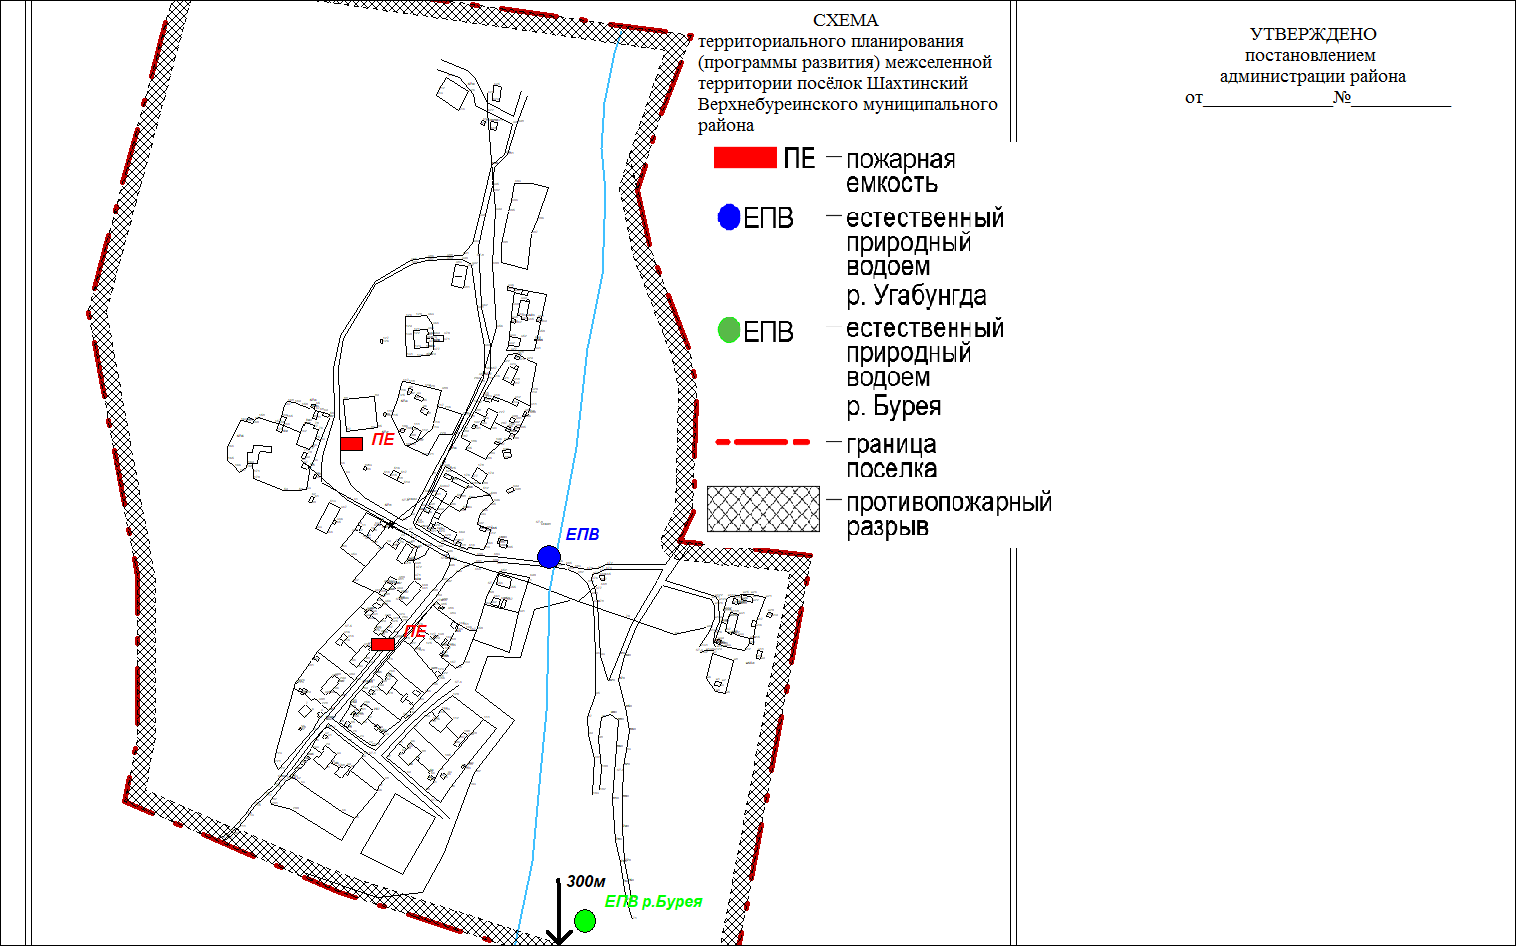 СХЕМА
территориального планирования
(программы развития) межселенной
территории посёлок Шахтинский
Верхнебуреинского муниципального
района
УТВЕРЖДЕНО
постановлением
администрации района
от_______________№___________
ПЕ – пожарная
емкость
ЕПВ – естественный
природный
водоем
р. Угабунгда
ЕПВ естественный
природный
водоем
р. Бурея
– граница
поселка
– противопожарный
разрыв
ПЕ
ЕПВ
ПЕ
300м
ЕПВ р.Бурея